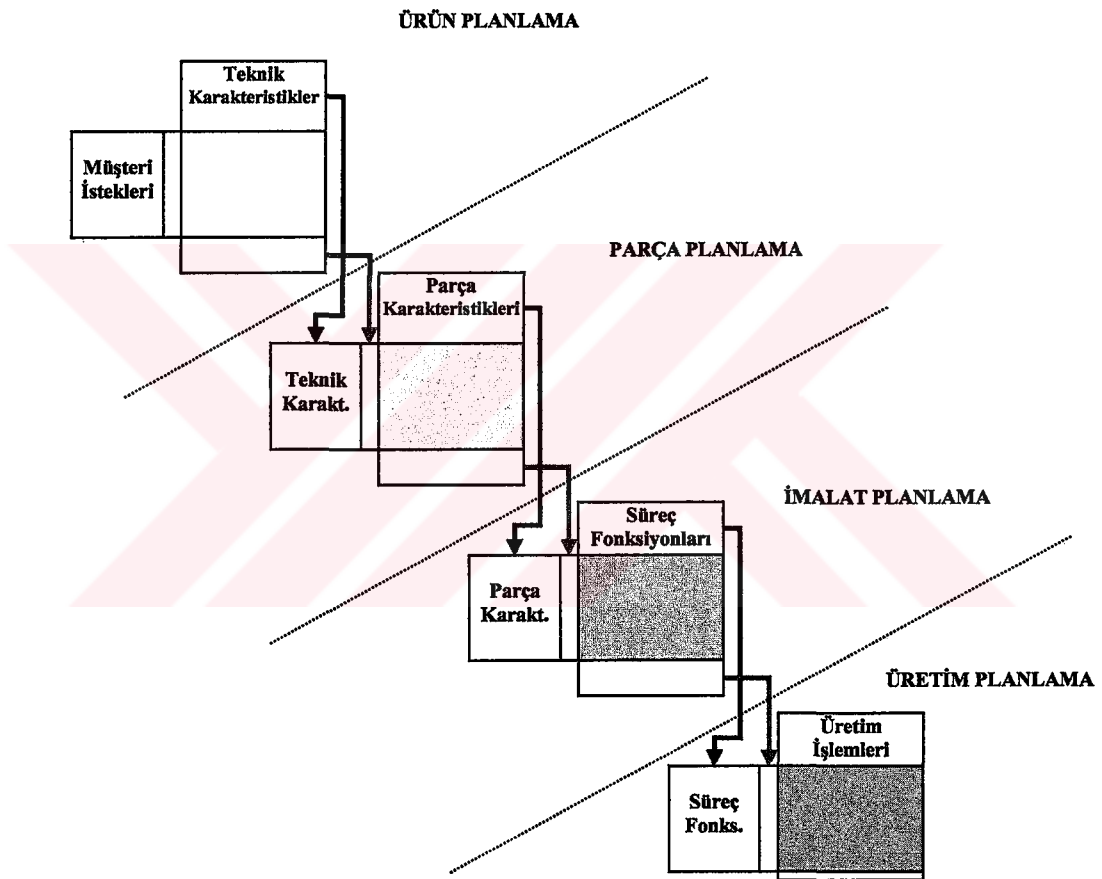 ÜRÜN PLANLAMA
Teknik
Karakteristikler
Müşteri
İstekleri
PARÇA PLANLAMA
Parça
Karakteristikleri
Teknik
Karakt.
İMALAT PLANLAMA
Süreç
Fonksiyonları
Parça
Karakt.
ÜRETİM PLANLAMA
Üretim
İşlemleri
Süreç
Fonks.